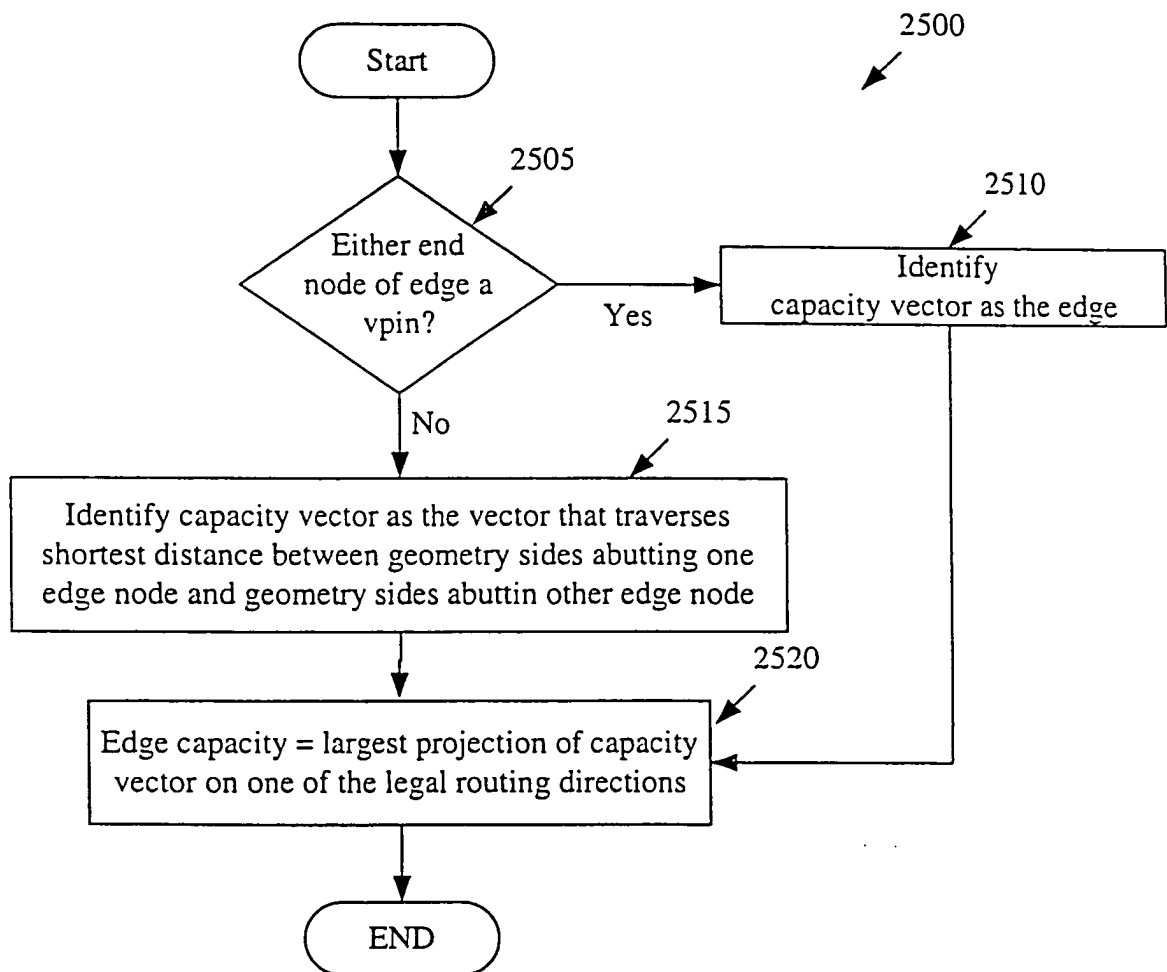 2500
Start
2505
Either end
node of edge a
vpin?
Yes
2510
Identify
capacity vector as the edge
No
2515
Identify capacity vector as the vector that traverses
shortest distance between geometry sides abutting one
edge node and geometry sides abuttin other edge node
2520
Edge capacity = largest projection of capacity
vector on one of the legal routing directions
END